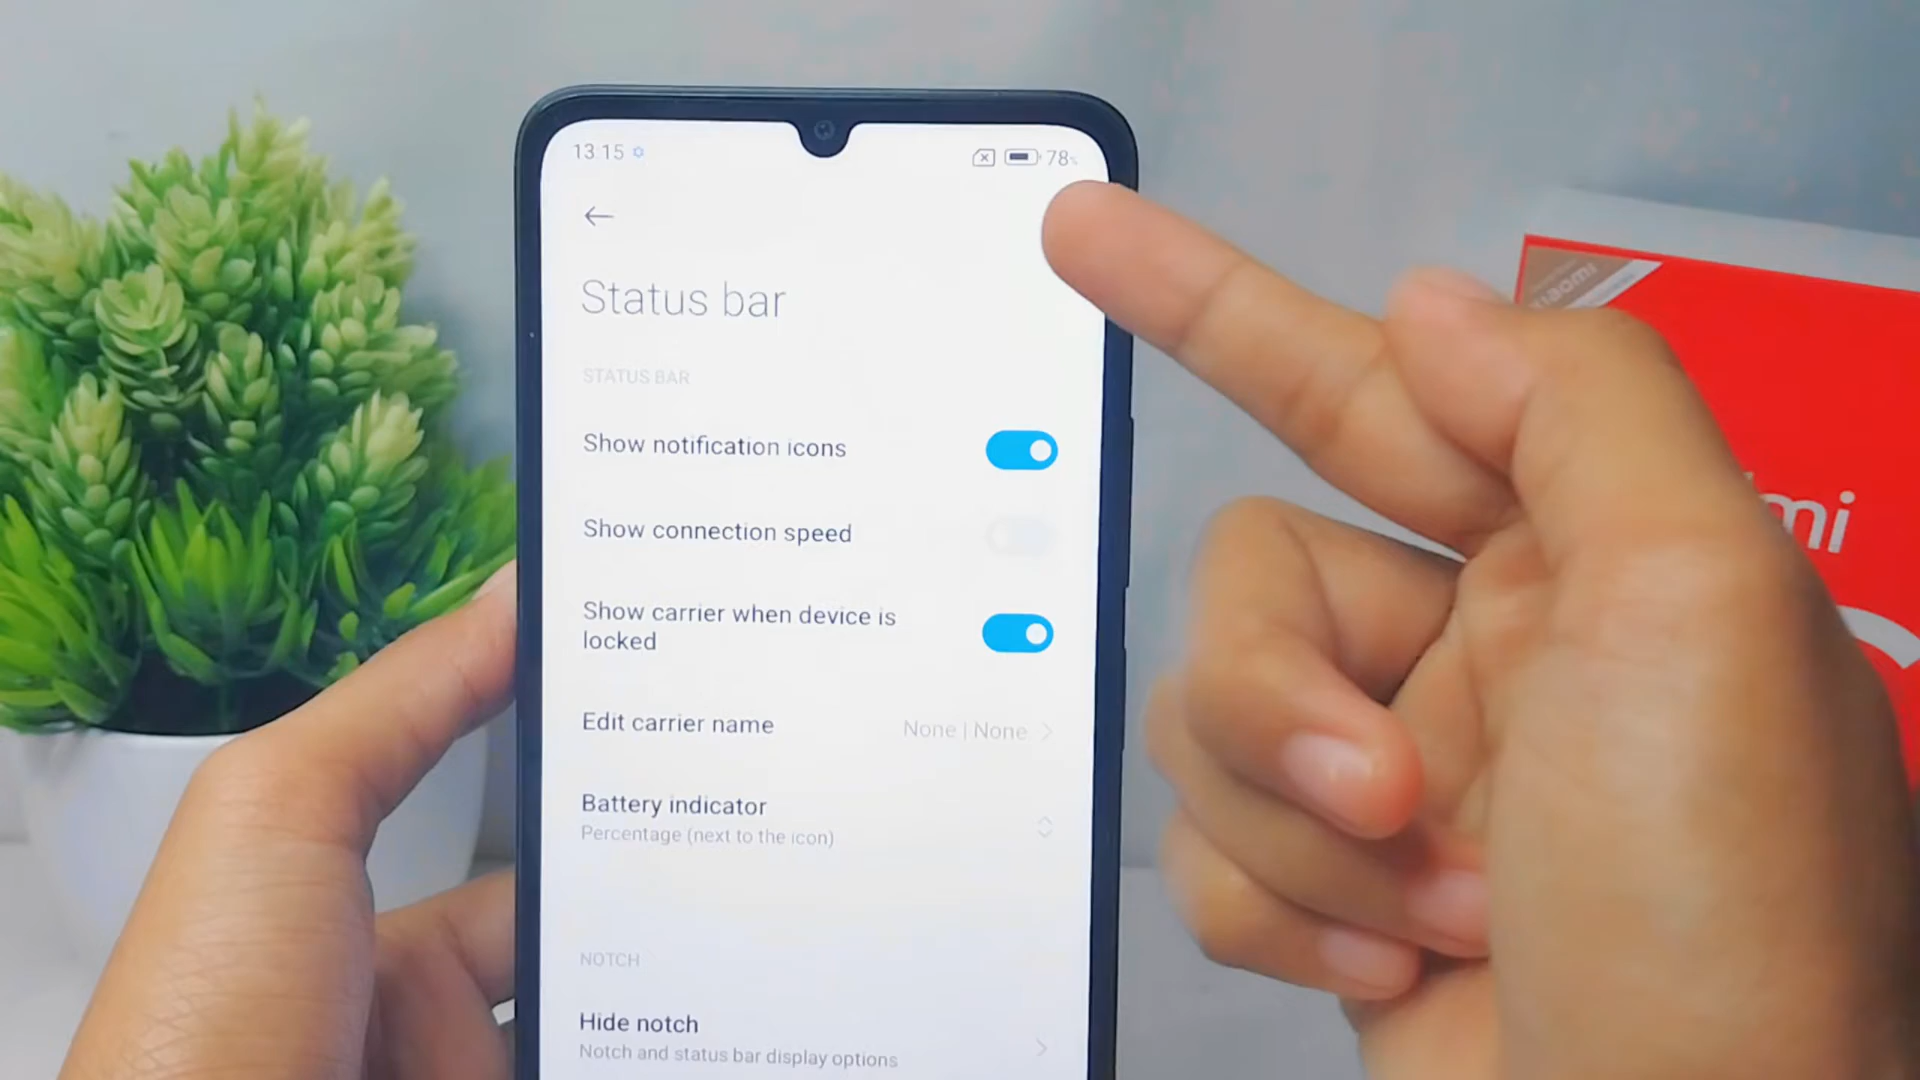 13:15
78%
Status bar
STATUS BAR
Show notification icons
Show connection speed
Show carrier when device is
locked
Edit carrier name
None | None
Battery indicator
Percentage (next to the icon)
NOTCH
Hide notch
Notch and status bar display options
xiaomi
mi